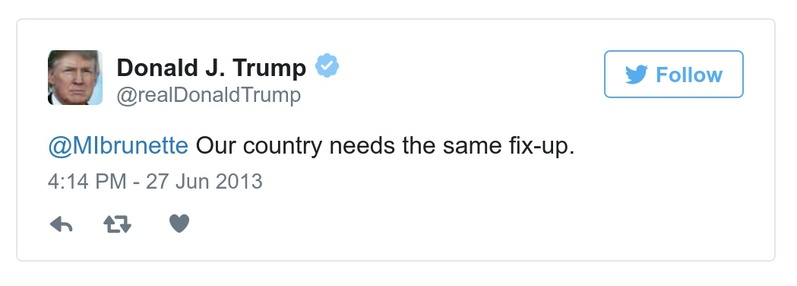 Donald J. Trump
@realDonaldTrump
Follow
@MIbrunette Our country needs the same fix-up.
4:14 PM - 27 Jun 2013